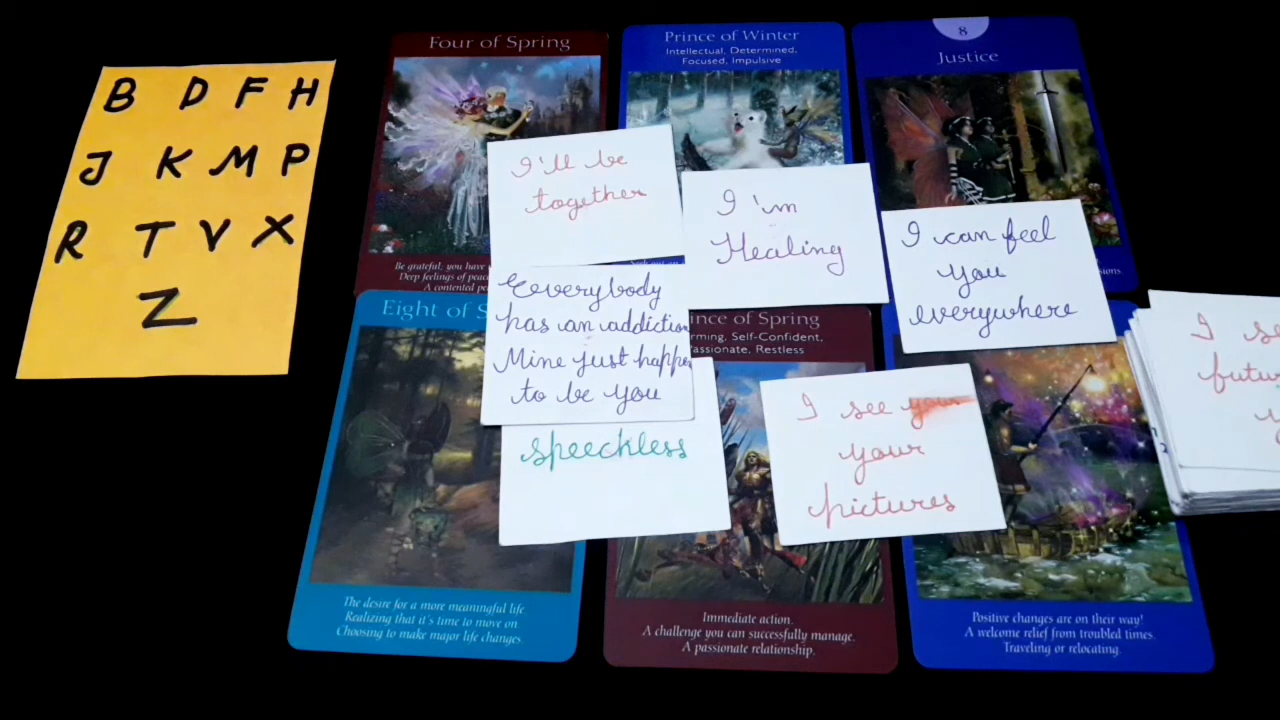 B D F H
J K M P
R T V X
Z
Four of Spring
Be grateful; you have
Deep feelings of peac
A contented
Prince of Winter
Intellectual, Determined,
Focused, Impulsive
8
Justice
I'll be
together
I'm
Healing
I can feel
you
everywhere
Everybody
has an addiction
Mine just happe
to be you
speeckless
I see your
your
pictures
Eight of S
The desire for a more meaningful life.
Realizing that it's time to move on.
Choosing to make major life changes.
ince of Spring
rming, Self-Confident,
assionate, Restless
Immediate action.
A challenge you can successfully manage.
A passionate relationship.
Positive changes are on their way!
A welcome relief from troubled times.
Traveling or relocating.
I se
futu
y